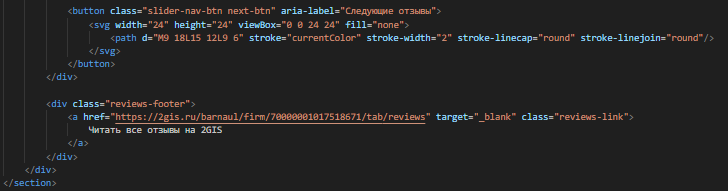 <button class="slider-nav-btn next-btn" aria-label="Следующие отзывы">
<svg width="24" height="24" viewBox="0 0 24 24" fill="none">
<path d="M9 18L15 12L9 6" stroke="currentColor" stroke-width="2" stroke-linecap="round" stroke-linejoin="round"/>
</svg>
</button>
</div>
<div class="reviews-footer">
<a href="https://2gis.ru/barnaul/firm/70000001017518671/tab/reviews" target="_blank" class="reviews-link">
Читать все отзывы на 2GIS
</a>
</div>
</div>
</section>